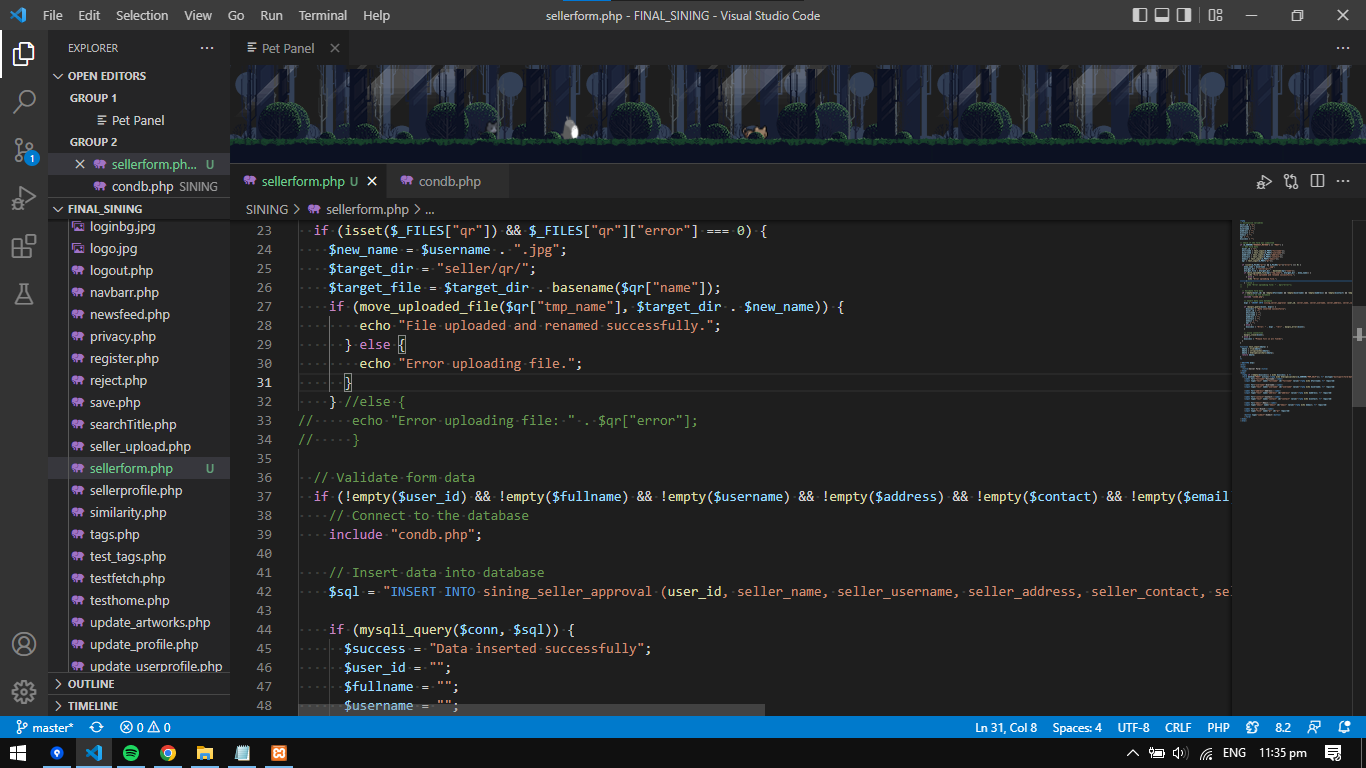 File Edit Selection View Go Run Terminal Help
sellerform.php - FINAL_SINING - Visual Studio Code
EXPLORER
OPEN EDITORS
GROUP 1
Pet Panel
GROUP 2
sellerform.ph... U
condb.php SINING
FINAL_SINING
loginbg.jpg
logo.jpg
logout.php
navbarr.php
newsfeed.php
privacy.php
register.php
reject.php
save.php
searchTitle.php
seller_upload.php
sellerform.php U
sellerprofile.php
similarity.php
tags.php
test_tags.php
testfetch.php
testhome.php
update_artworks.php
update_profile.php
update_userprofile.php
OUTLINE
TIMELINE
1
Pet Panel
sellerform.php U
condb.php
SINING > sellerform.php > ...
23 if (isset($_FILES["qr"]) && $_FILES["qr"]["error"] === 0) {
24 $new_name = $username . ".jpg";
25 $target_dir = "seller/qr/";
26 $target_file = $target_dir . basename($qr["name"]);
27 if (move_uploaded_file($qr["tmp_name"], $target_dir . $new_name)) {
28 echo "File uploaded and renamed successfully.";
29 } else {
30 echo "Error uploading file.";
31 }
32 } //else {
33 // echo "Error uploading file: " . $qr["error"];
34 // }
35
36 // Validate form data
37 if (!empty($user_id) && !empty($fullname) && !empty($username) && !empty($address) && !empty($contact) && !empty($email
38 // Connect to the database
39 include "condb.php";
40
41 // Insert data into database
42 $sql = "INSERT INTO sining_seller_approval (user_id, seller_name, seller_username, seller_address, seller_contact, se
43
44 if (mysqli_query($conn, $sql)) {
45 $success = "Data inserted successfully";
46 $user_id = "";
47 $fullname = "";
48 $username = "";
master* 0 0
Ln 31, Col 8 Spaces: 4 UTF-8 CRLF PHP 8.2
ENG 11:35 pm